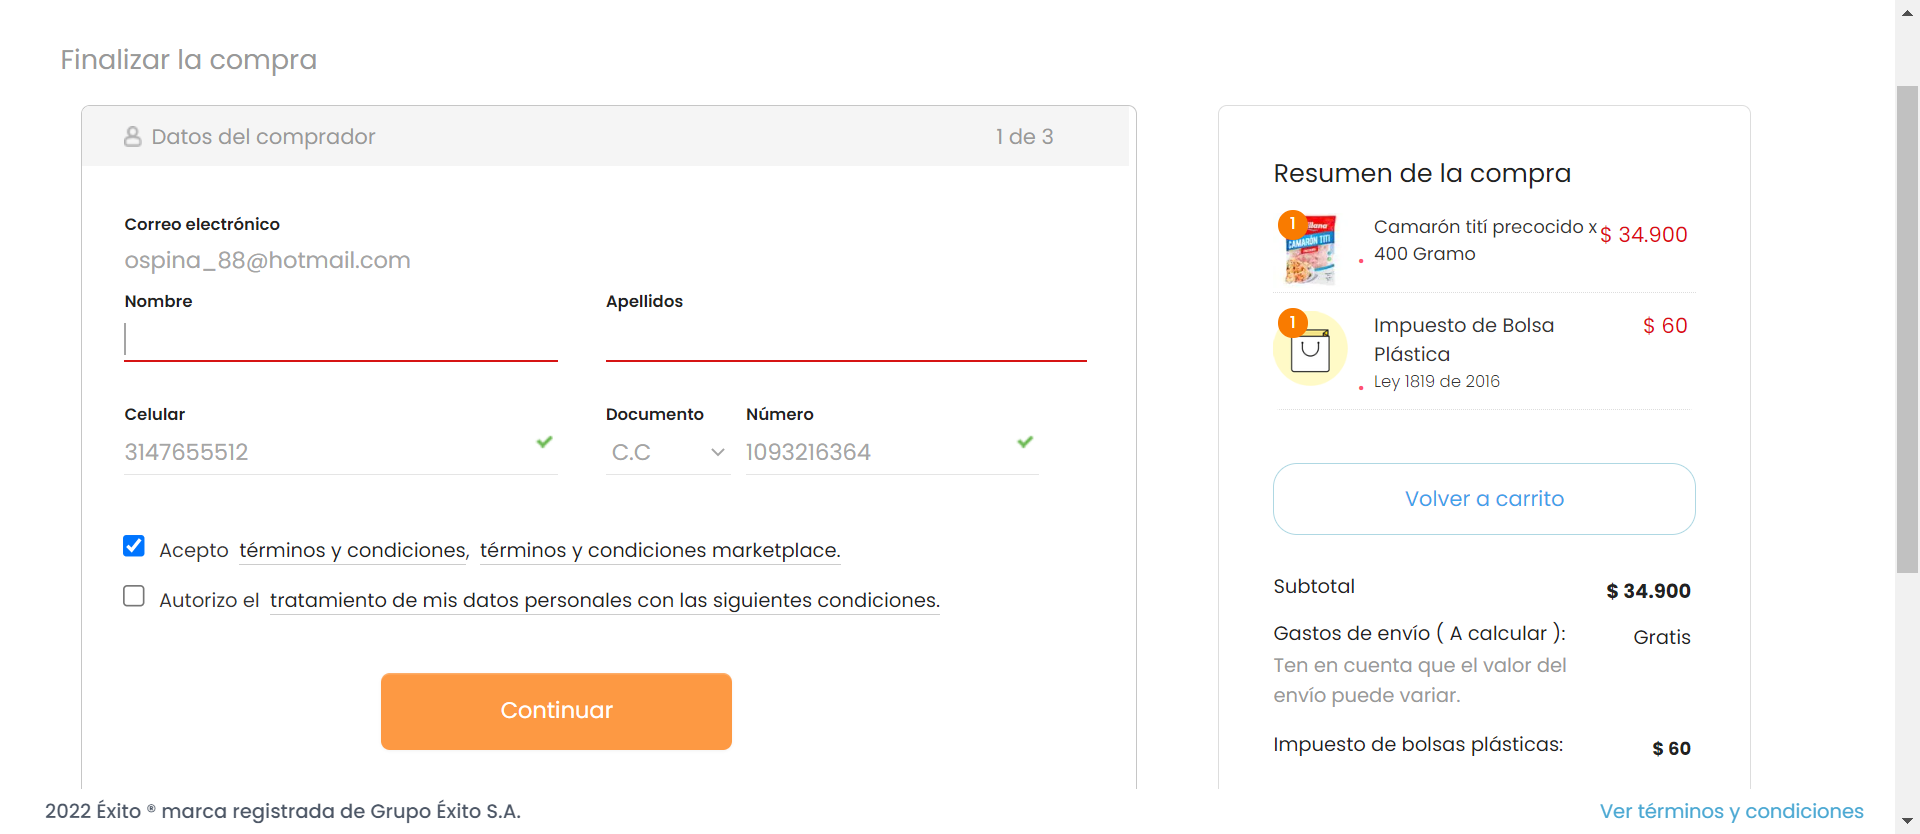 Finalizar la compra
Datos del comprador
1 de 3
Correo electrónico
ospina_88@hotmail.com
Nombre
Apellidos
Celular
3147655512
Documento
C.C
Número
1093216364
Acepto términos y condiciones, términos y condiciones marketplace.
Autorizo el tratamiento de mis datos personales con las siguientes condiciones.
Continuar
Resumen de la compra
1
CAMARÓN TITI
Camarón tití precocido x
400 Gramo
$ 34.900
1
Impuesto de Bolsa
Plástica
Ley 1819 de 2016
$ 60
Volver a carrito
Subtotal
$ 34.900
Gastos de envío ( A calcular ):
Gratis
Ten en cuenta que el valor del
envío puede variar.
Impuesto de bolsas plásticas:
$ 60
2022 Éxito ® marca registrada de Grupo Éxito S.A.
Ver términos y condiciones